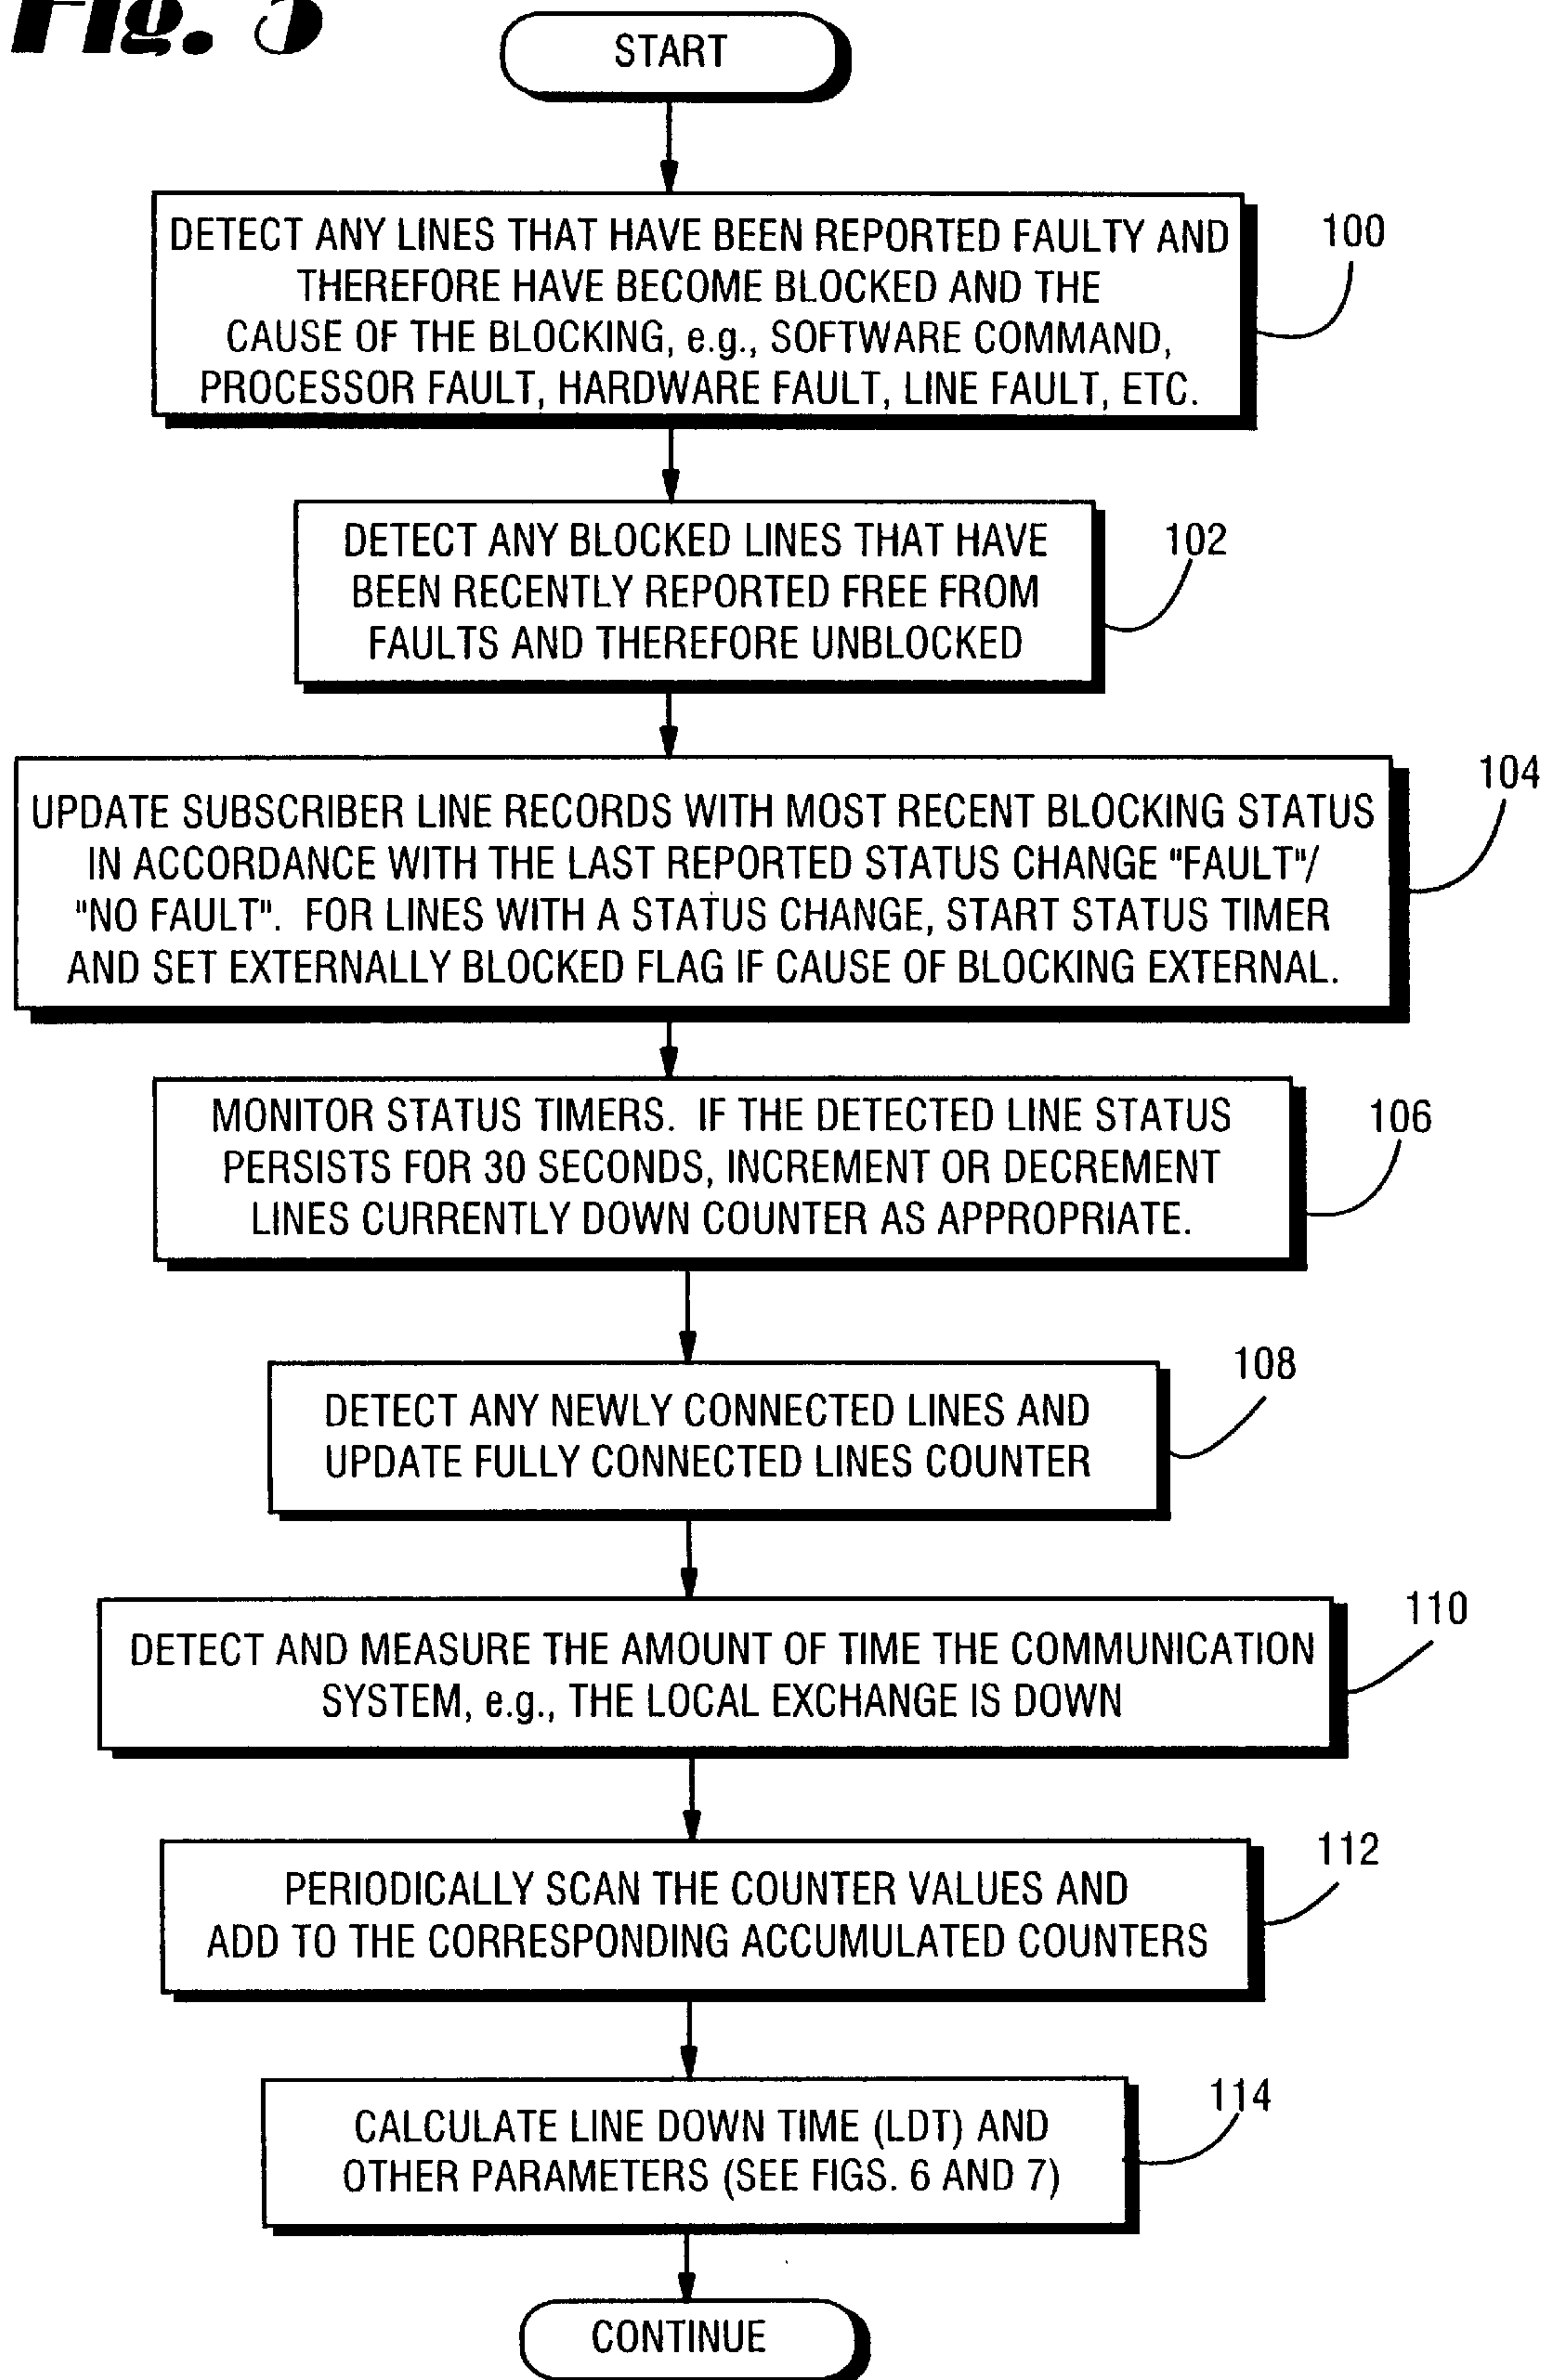 Fig. 5
START
DETECT ANY LINES THAT HAVE BEEN REPORTED FAULTY AND
THEREFORE HAVE BECOME BLOCKED AND THE
CAUSE OF THE BLOCKING, e.g., SOFTWARE COMMAND,
PROCESSOR FAULT, HARDWARE FAULT, LINE FAULT, ETC.
100
DETECT ANY BLOCKED LINES THAT HAVE
BEEN RECENTLY REPORTED FREE FROM
FAULTS AND THEREFORE UNBLOCKED
102
UPDATE SUBSCRIBER LINE RECORDS WITH MOST RECENT BLOCKING STATUS
IN ACCORDANCE WITH THE LAST REPORTED STATUS CHANGE "FAULT"/
"NO FAULT". FOR LINES WITH A STATUS CHANGE, START STATUS TIMER
AND SET EXTERNALLY BLOCKED FLAG IF CAUSE OF BLOCKING EXTERNAL.
104
MONITOR STATUS TIMERS. IF THE DETECTED LINE STATUS
PERSISTS FOR 30 SECONDS, INCREMENT OR DECREMENT
LINES CURRENTLY DOWN COUNTER AS APPROPRIATE.
106
DETECT ANY NEWLY CONNECTED LINES AND
UPDATE FULLY CONNECTED LINES COUNTER
108
DETECT AND MEASURE THE AMOUNT OF TIME THE COMMUNICATION
SYSTEM, e.g., THE LOCAL EXCHANGE IS DOWN
110
PERIODICALLY SCAN THE COUNTER VALUES AND
ADD TO THE CORRESPONDING ACCUMULATED COUNTERS
112
CALCULATE LINE DOWN TIME (LDT) AND
OTHER PARAMETERS (SEE FIGS. 6 AND 7)
114
CONTINUE